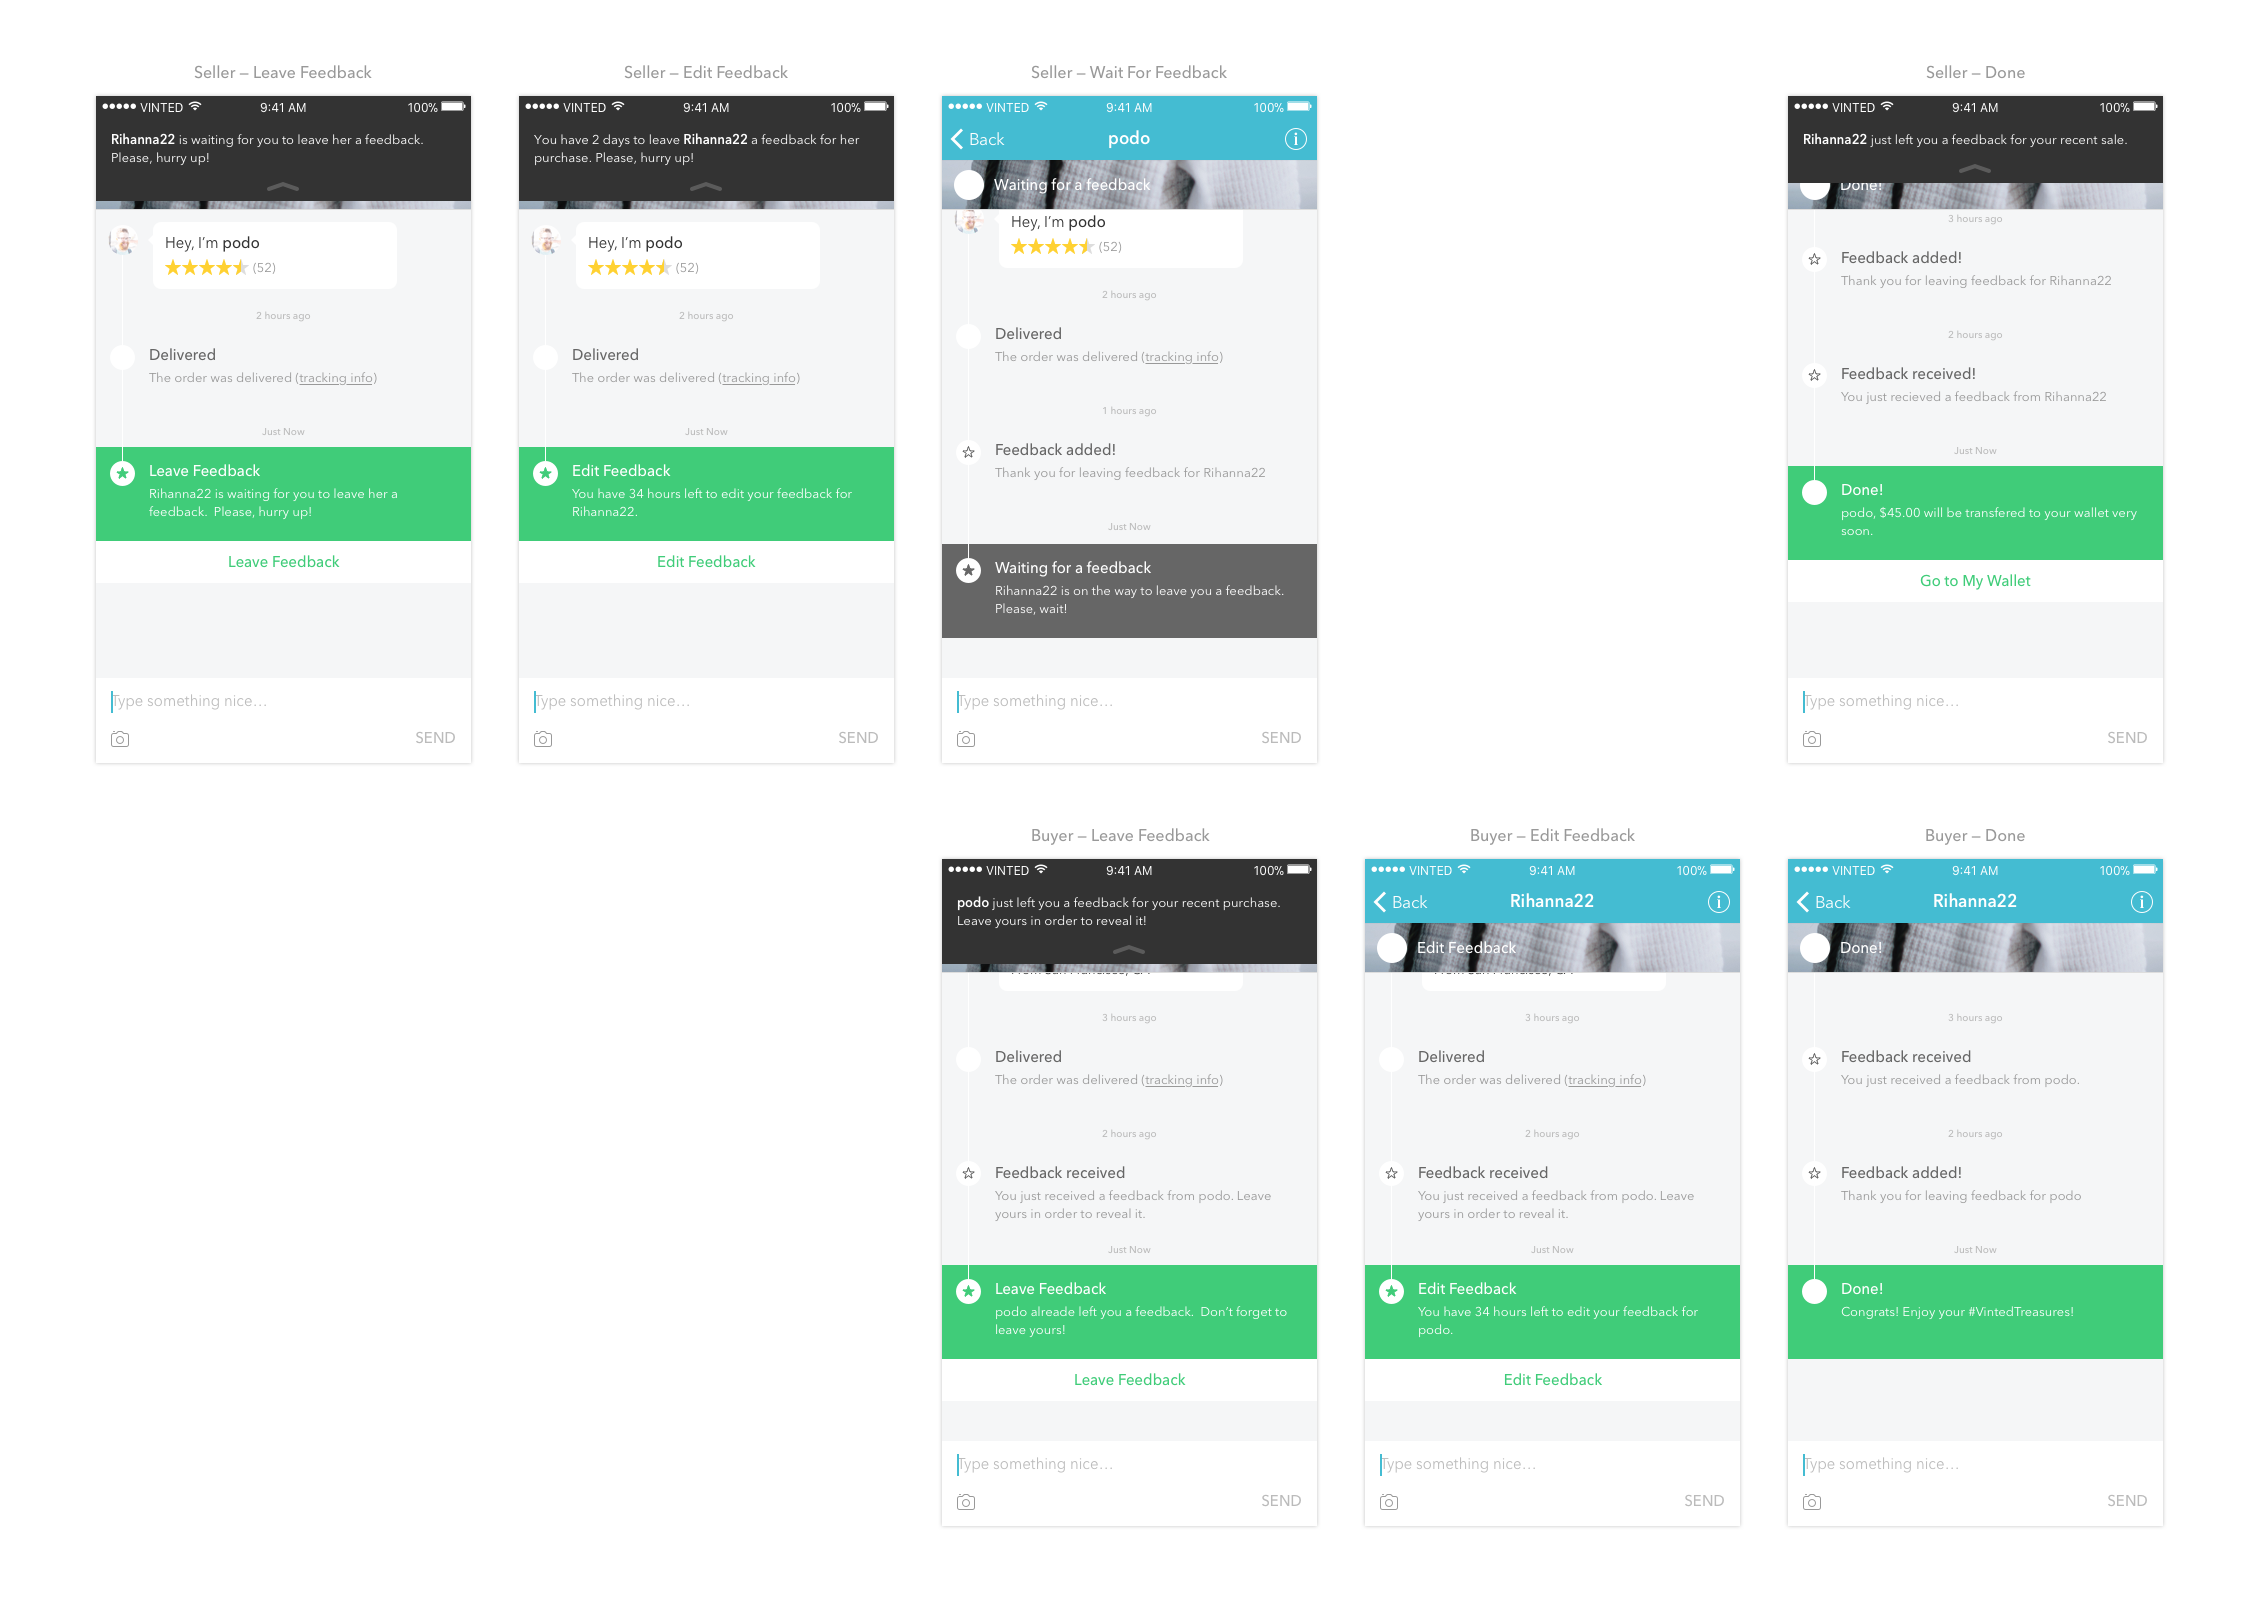 Seller – Leave Feedback
VINTED 9:41 AM 100%
Rihanna22 is waiting for you to leave her a feedback.
Please, hurry up!
Hey, I'm podo
(52)
2 hours ago
Delivered
The order was delivered (tracking info)
Just Now
Leave Feedback
Rihanna22 is waiting for you to leave her a
feedback.  Please, hurry up!
Leave Feedback
Type something nice...
SEND
Seller – Edit Feedback
VINTED 9:41 AM 100%
You have 2 days to leave Rihanna22 a feedback for her
purchase. Please, hurry up!
Hey, I'm podo
(52)
2 hours ago
Delivered
The order was delivered (tracking info)
Just Now
Edit Feedback
You have 34 hours left to edit your feedback for
Rihanna22.
Edit Feedback
Type something nice...
SEND
Seller – Wait For Feedback
VINTED 9:41 AM 100%
Back podo
Waiting for a feedback
Hey, I'm podo
(52)
2 hours ago
Delivered
The order was delivered (tracking info)
1 hours ago
Feedback added!
Thank you for leaving feedback for Rihanna22
Just Now
Waiting for a feedback
Rihanna22 is on the way to leave you a feedback.
Please, wait!
Type something nice...
SEND
Seller – Done
VINTED 9:41 AM 100%
Rihanna22 just left you a feedback for your recent sale.
Done!
3 hours ago
Feedback added!
Thank you for leaving feedback for Rihanna22
2 hours ago
Feedback received!
You just recieved a feedback from Rihanna22
Just Now
Done!
podo, $45.00 will be transfered to your wallet very
soon.
Go to My Wallet
Type something nice...
SEND
Buyer – Leave Feedback
VINTED 9:41 AM 100%
podo just left you a feedback for your recent purchase.
Leave yours in order to reveal it!
3 hours ago
Delivered
The order was delivered (tracking info)
2 hours ago
Feedback received
You just received a feedback from podo. Leave
yours in order to reveal it.
Just Now
Leave Feedback
podo alreade left you a feedback.  Don't forget to
leave yours!
Leave Feedback
Type something nice...
SEND
Buyer – Edit Feedback
VINTED 9:41 AM 100%
Back Rihanna22
Edit Feedback
3 hours ago
Delivered
The order was delivered (tracking info)
2 hours ago
Feedback received
You just received a feedback from podo. Leave
yours in order to reveal it.
Just Now
Edit Feedback
You have 34 hours left to edit your feedback for
podo.
Edit Feedback
Type something nice...
SEND
Buyer – Done
VINTED 9:41 AM 100%
Back Rihanna22
Done!
3 hours ago
Feedback received
You just received a feedback from podo.
2 hours ago
Feedback added!
Thank you for leaving feedback for podo
Just Now
Done!
Congrats! Enjoy your #VintedTreasures!
Type something nice...
SEND